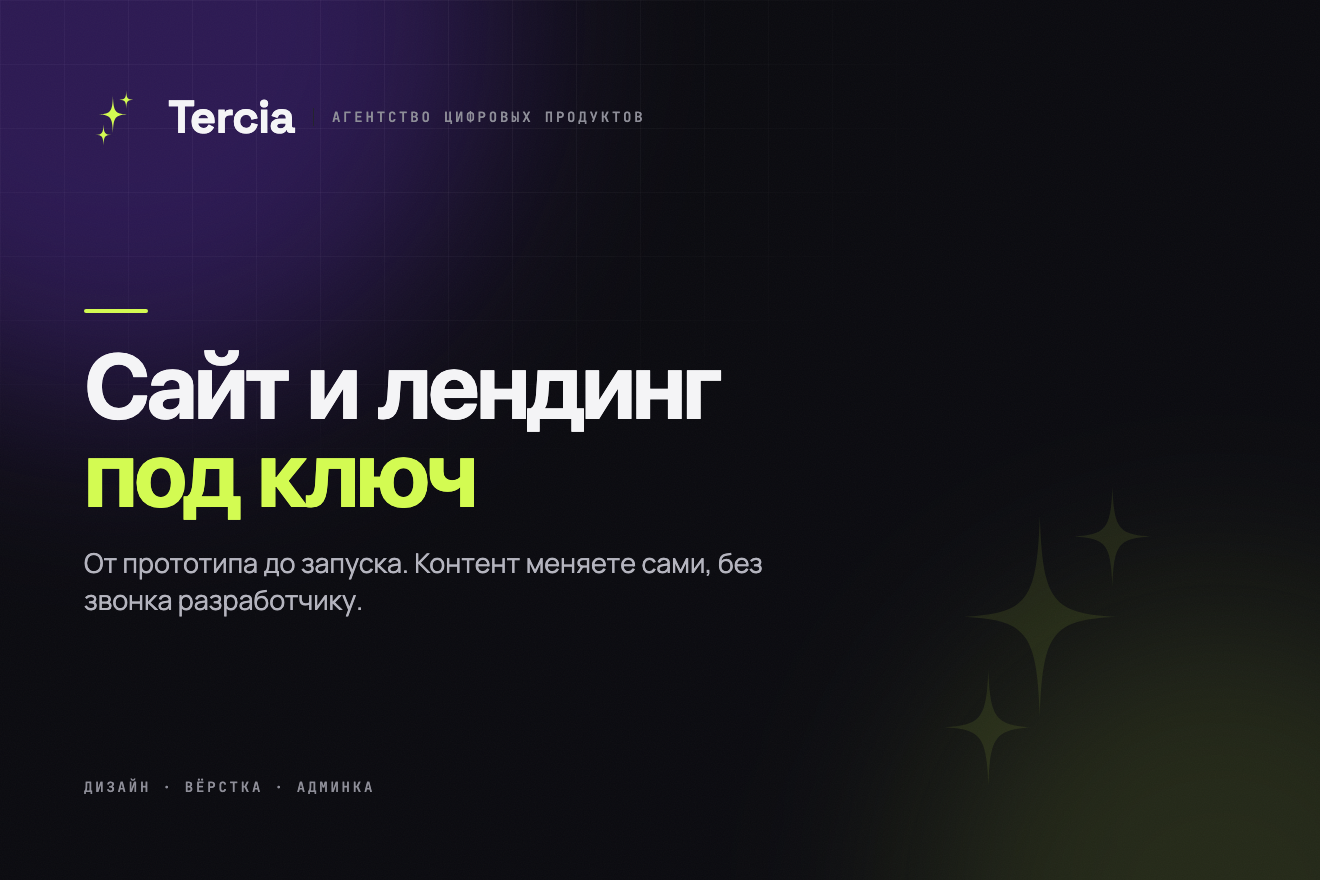 Tercia
АГЕНТСТВО ЦИФРОВЫХ ПРОДУКТОВ
Сайт и лендинг
под ключ
От прототипа до запуска. Контент меняете сами, без
звонка разработчику.
ДИЗАЙН · ВЁРСТКА · АДМИНКА